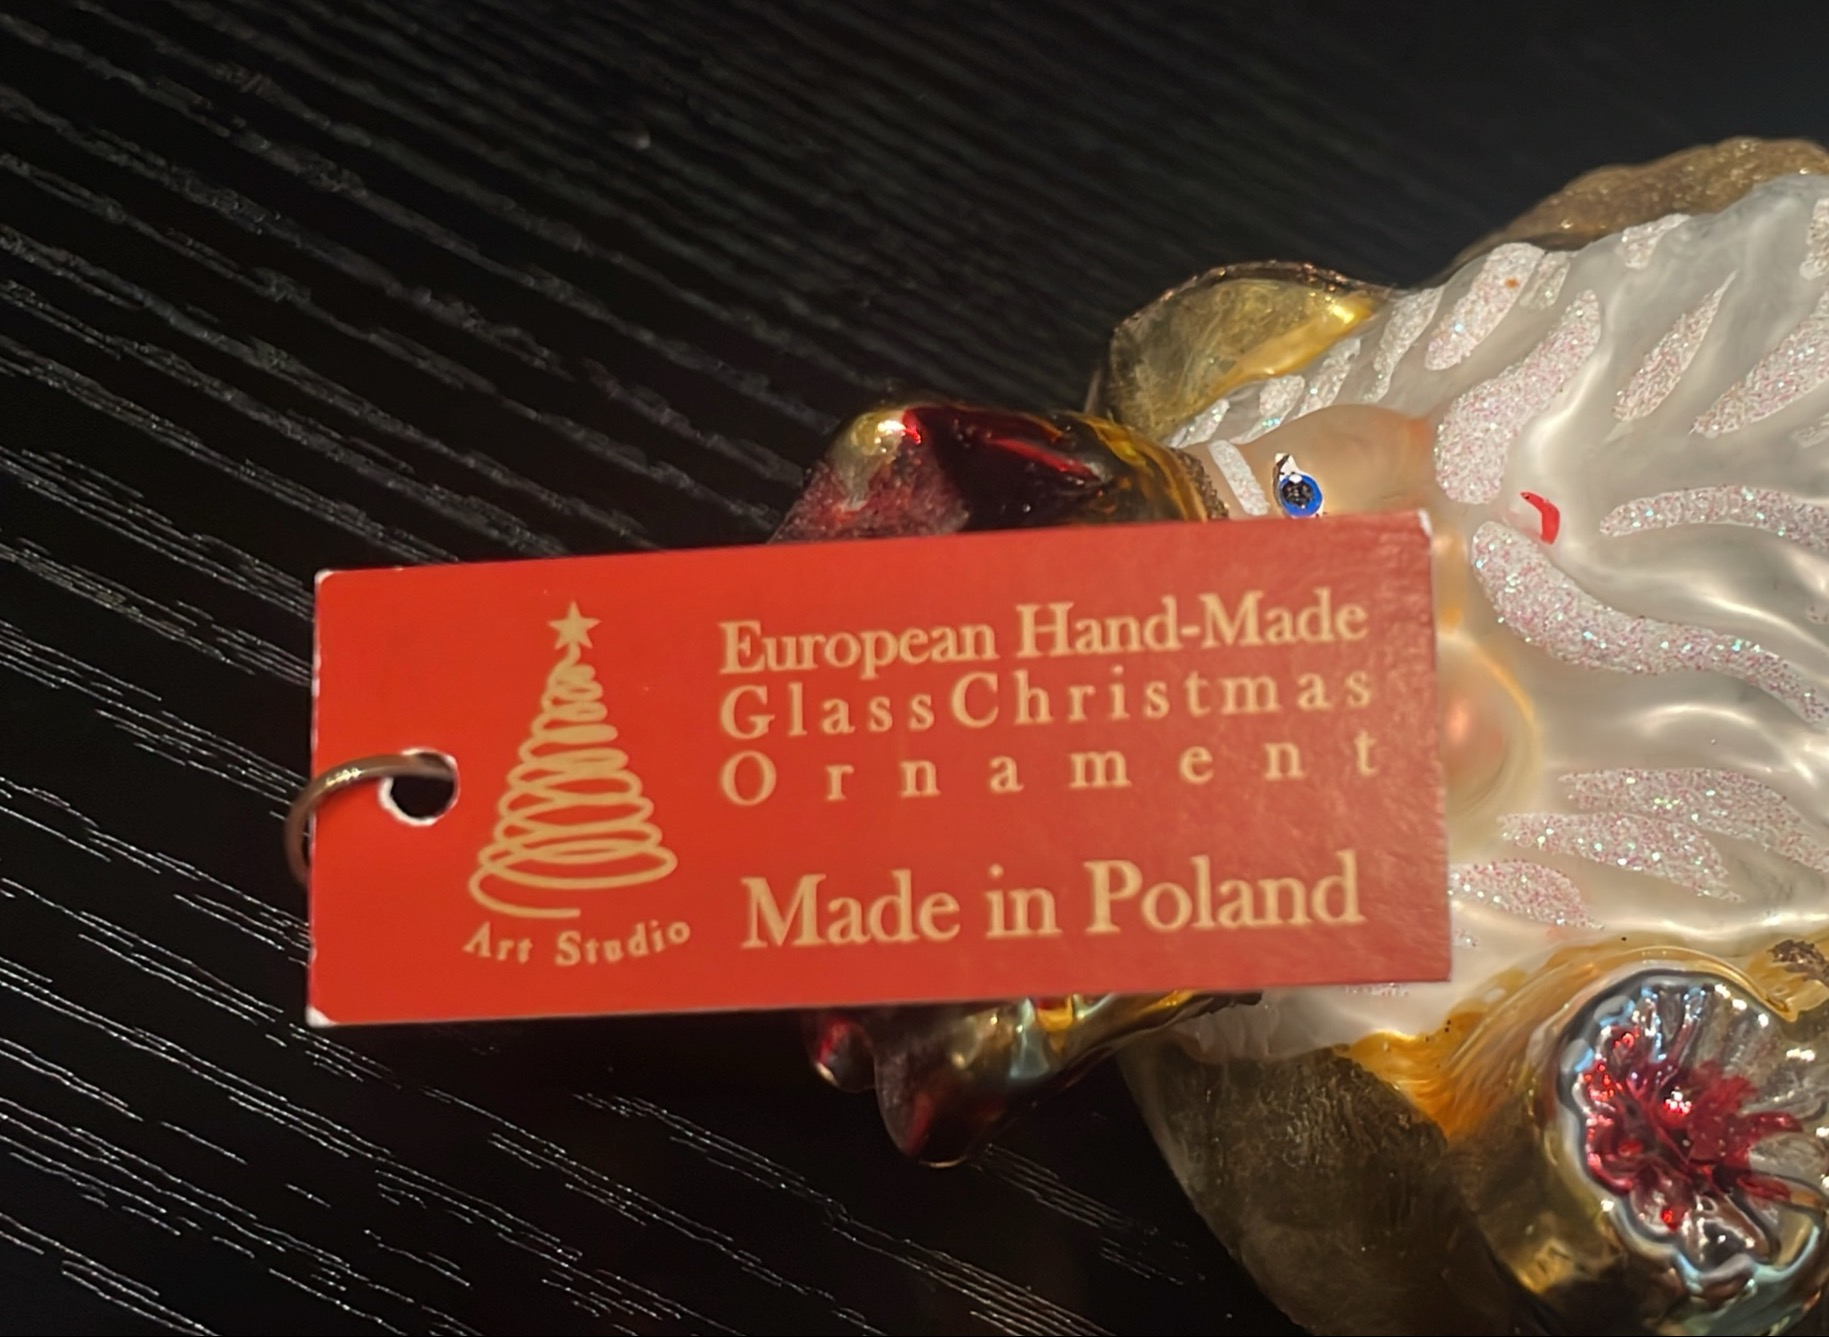 European Hand-Made
Glass Christmas
Ornament
Made in Poland
Art Studio